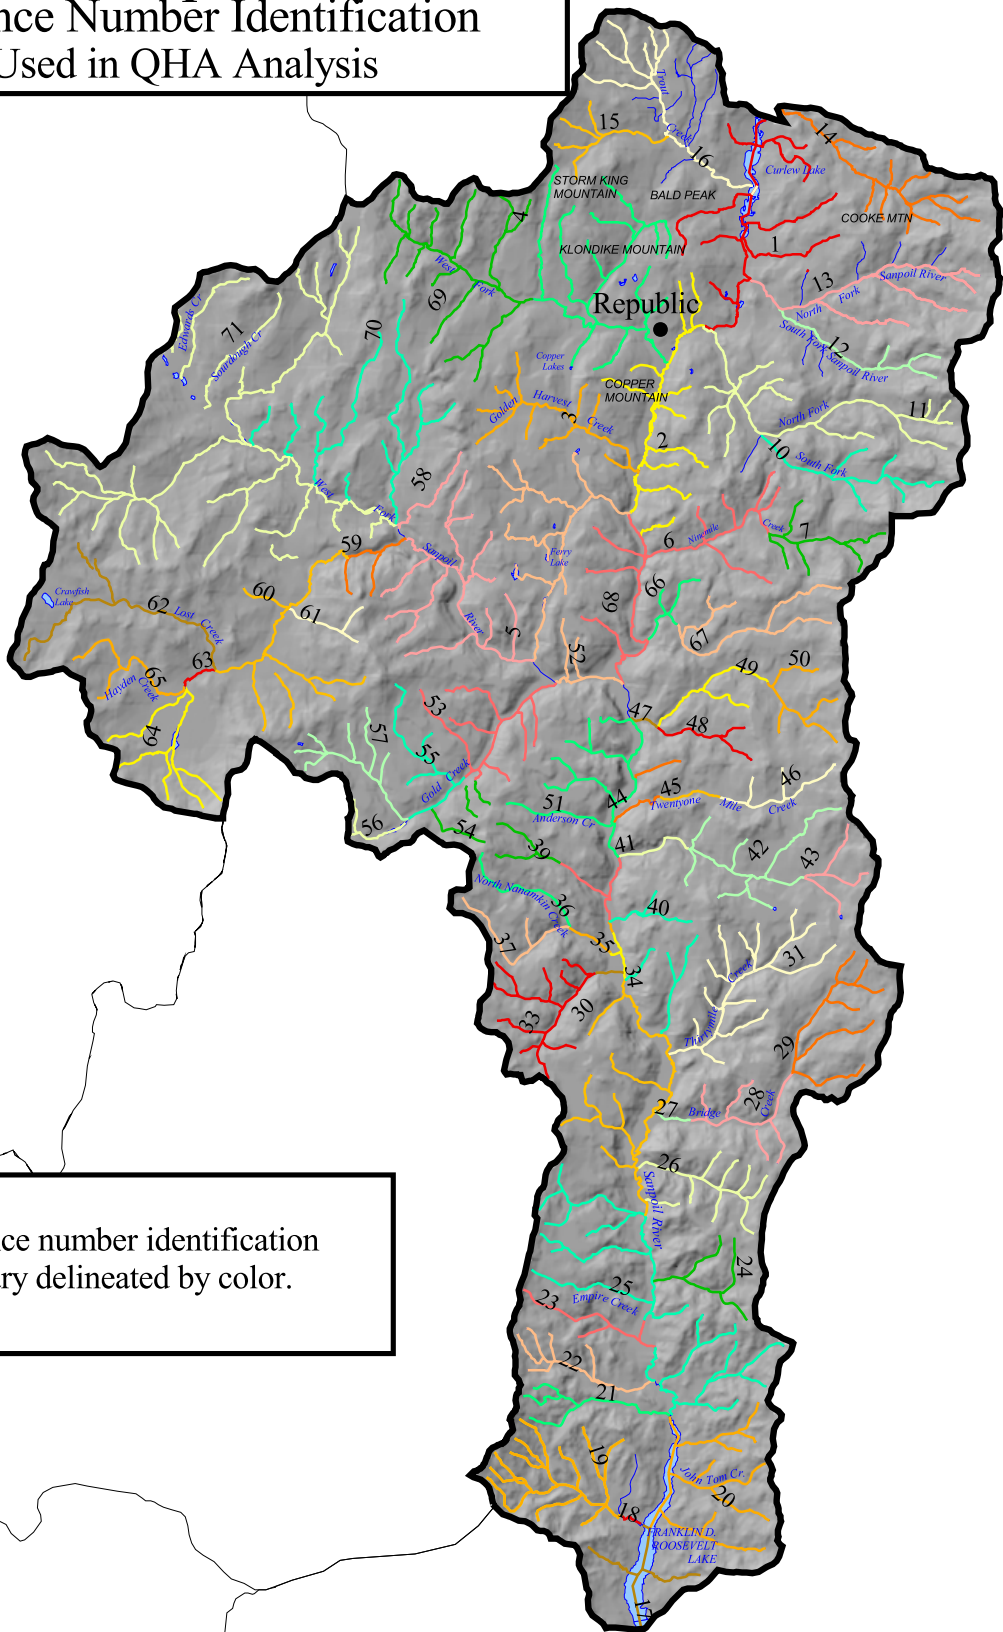 nce Number Identification
Used in QHA Analysis
Trout
Creek
15
16
14
Curlew Lake
STORM KING
MOUNTAIN
BALD PEAK
COOKE MTN
4
KLONDIKE MOUNTAIN
1
West
Fork
69
Republic
13
North
Fork
Sanpoil River
Edwards Cr
71
Sourdough Cr
70
South Fork Sanpoil River
12
Copper
Lakes
COPPER
MOUNTAIN
Golden
Harvest
Creek
3
2
North Fork
11
10
South Fork
58
West
Fork
Sanpoil
River
59
Ferry
Lake
6
Ninemile
Creek
7
Crawfish
Lake
62
Lost Creek
60
61
68
66
5
52
67
63
65
Hayden
Creek
49
50
64
53
47
48
57
55
Gold Creek
45
46
Twentyone
Mile
Creek
51
44
Anderson Cr
56
54
39
41
42
43
North Nanamkin
Creek
36
40
37
35
34
31
Creek
Thirtymile
33
30
29
28
27
Bridge
Creek
26
Sanpoil River
24
25
Empire Creek
23
22
21
19
John Tom Cr.
20
18
FRANKLIN D.
ROOSEVELT
LAKE
17
nce number identification
ry delineated by color.